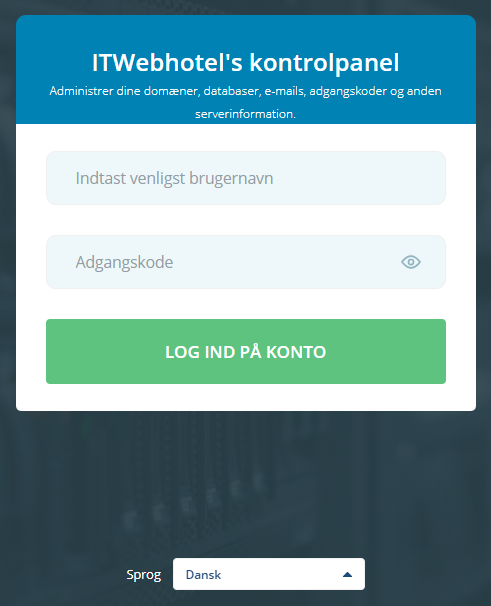 ITWebhotel's kontrolpanel
Administrer dine domæner, databaser, e-mails, adgangskoder og anden
serverinformation.
Indtast venligst brugernavn
Adgangskode
LOG IND PÅ KONTO
Sprog Dansk